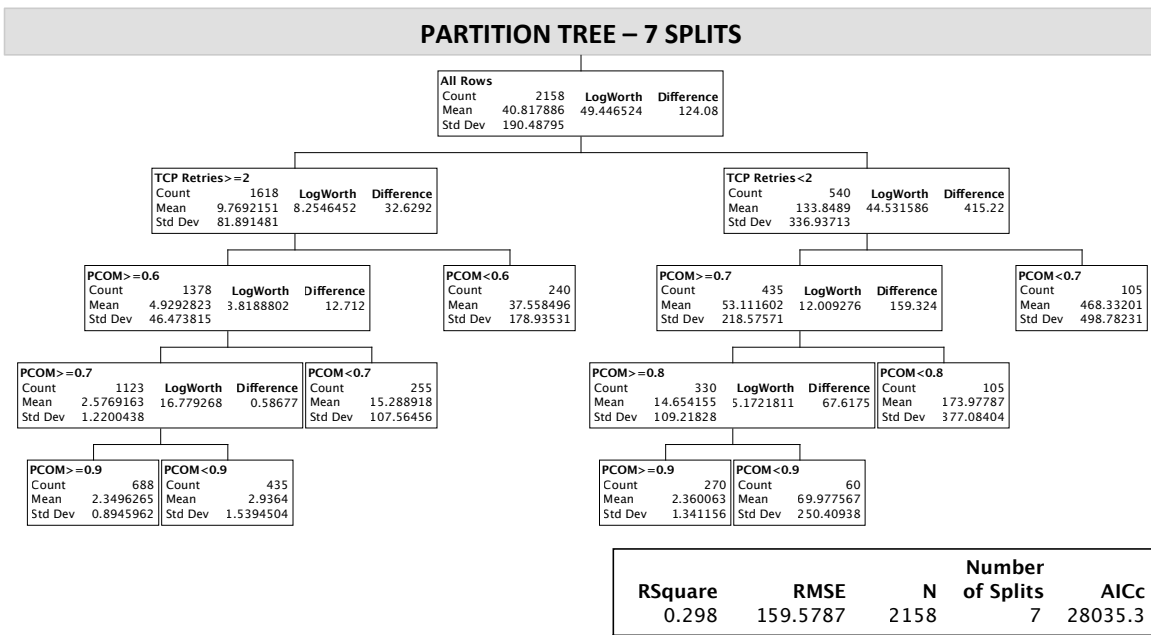 PARTITION TREE – 7 SPLITS
All Rows
Count 2158 LogWorth Difference
Mean 40.817886 49.446524 124.08
Std Dev 190.48795
TCP Retries>=2
Count 1618 LogWorth Difference
Mean 9.7692151 8.2546452 32.6292
Std Dev 81.891481
TCP Retries<2
Count 540 LogWorth Difference
Mean 133.8489 44.531586 415.22
Std Dev 336.93713
PCOM>=0.6
Count 1378 LogWorth Difference
Mean 4.9292823 3.8188802 12.712
Std Dev 46.473815
PCOM<0.6
Count 240
Mean 37.558496
Std Dev 178.93531
PCOM>=0.7
Count 435 LogWorth Difference
Mean 53.111602 12.009276 159.324
Std Dev 218.57571
PCOM<0.7
Count 105
Mean 468.33201
Std Dev 498.78231
PCOM>=0.7
Count 1123 LogWorth Difference
Mean 2.5769163 16.779268 0.58677
Std Dev 1.2200438
PCOM<0.7
Count 255
Mean 15.288918
Std Dev 107.56456
PCOM>=0.8
Count 330 LogWorth Difference
Mean 14.654155 5.1721811 67.6175
Std Dev 109.21828
PCOM<0.8
Count 105
Mean 173.97787
Std Dev 377.08404
PCOM>=0.9
Count 688
Mean 2.3496265
Std Dev 0.8945962
PCOM<0.9
Count 435
Mean 2.9364
Std Dev 1.5394504
PCOM>=0.9
Count 270
Mean 2.360063
Std Dev 1.341156
PCOM<0.9
Count 60
Mean 69.977567
Std Dev 250.40938
Number
RSquare RMSE N of Splits AICc
0.298 159.5787 2158 7 28035.3